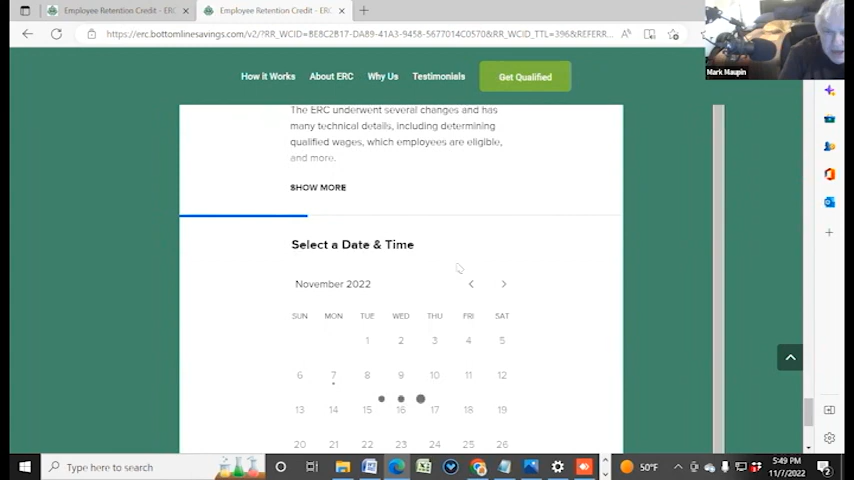 Employee Retention Credit - ERC
Employee Retention Credit - ERC
https://erc.bottomlinesavings.com/v2/?RR_WCID=BE8C2B17-DA89-41A3-9458-5677014C0570&RR_WCID_TTL=396&REFERR...
Mark Maupin
How it Works About ERC Why Us Testimonials Get Qualified
The ERC underwent several changes and has
many technical details, including determining
qualified wages, which employees are eligible,
and more.
SHOW MORE
Select a Date & Time
November 2022
SUN MON TUE WED THU FRI SAT
1 2 3 4 5
6 7 8 9 10 11 12
13 14 15 16 17 18 19
20 21 22 23 24 25 26
Type here to search
50°F
5:49 PM
11/7/2022
2